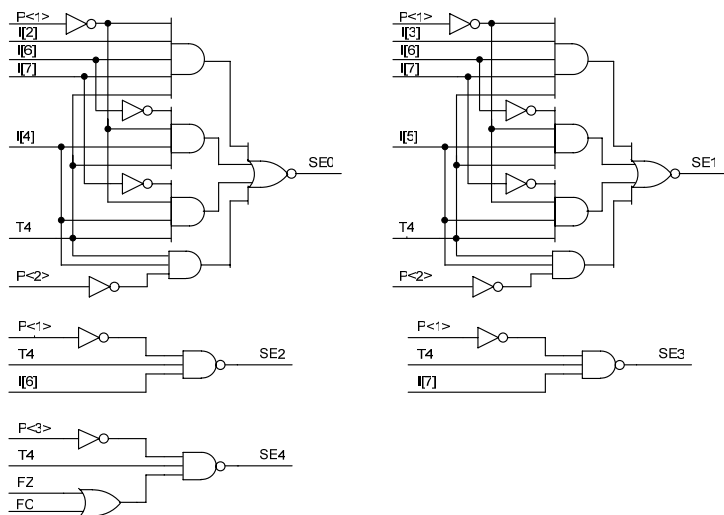 P<1>
I[2]
I[6]
I[7]
I[4]
T4
P<2>
SE0
P<1>
I[3]
I[6]
I[7]
I[5]
T4
P<2>
SE1
P<1>
T4
I[6]
SE2
P<1>
T4
I[7]
SE3
P<3>
T4
FZ
FC
SE4